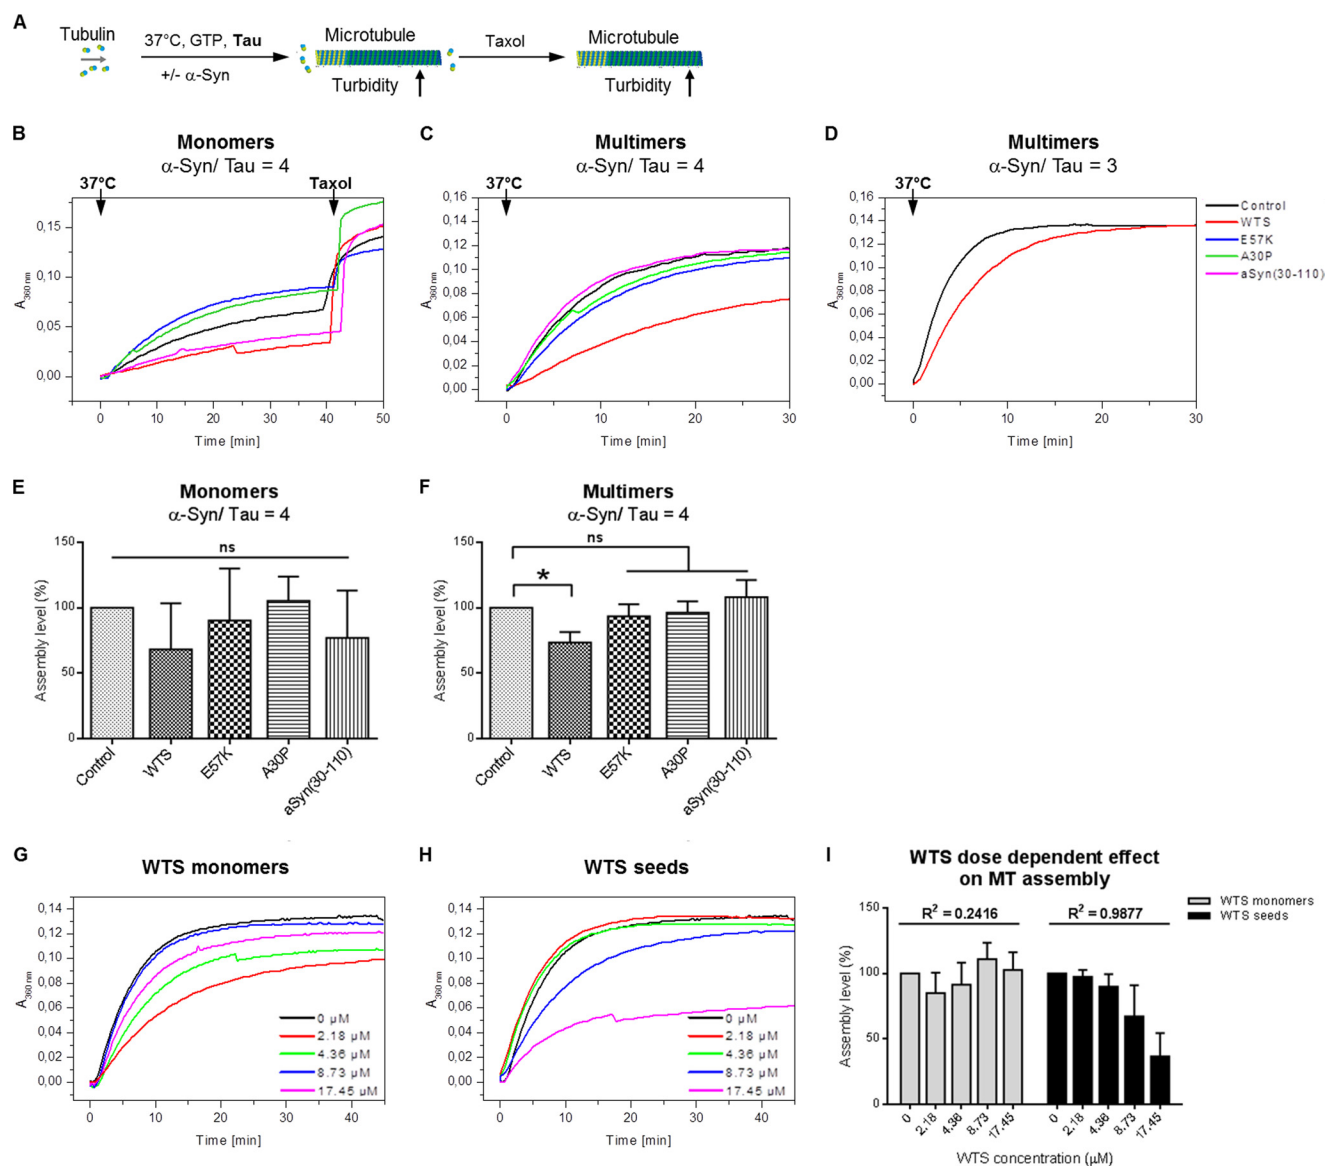 A
Tubulin
37°C, GTP, Tau
+/- α-Syn
Microtubule
Turbidity
Taxol
Microtubule
Turbidity
B
Monomers
α-Syn/ Tau = 4
37°C
Taxol
0,15
0,10
0,05
0,00
A360 nm
0 10 20 30 40 50
Time [min]
C
Multimers
α-Syn/ Tau = 4
37°C
0,16
0,14
0,12
0,10
0,08
0,06
0,04
0,02
0,00
A360 nm
0 10 20 30
Time [min]
D
Multimers
α-Syn/ Tau = 3
37°C
0,16
0,14
0,12
0,10
0,08
0,06
0,04
0,02
0,00
A360 nm
0 10 20 30
Time [min]
Control
WTS
E57K
A30P
aSyn(30-110)
E
Monomers
α-Syn/ Tau = 4
ns
150
100
50
0
Assembly level (%)
Control
WTS
E57K
A30P
aSyn(30-110))
F
Multimers
α-Syn/ Tau = 4
ns
*
150
100
50
0
Assembly level (%)
Control
WTS
E57K
A30P
aSyn(30-110))
G
WTS monomers
0,14
0,12
0,10
0,08
0,06
0,04
0,02
0,00
A360 nm
0 µM
2.18 µM
4.36 µM
8.73 µM
17.45 µM
0 10 20 30 40
Time [min]
H
WTS seeds
0,14
0,12
0,10
0,08
0,06
0,04
0,02
0,00
A360 nm
0 µM
2.18 µM
4.36 µM
8.73 µM
17.45 µM
0 10 20 30 40
Time [min]
I
WTS dose dependent effect
on MT assembly
WTS monomers
WTS seeds
R2 = 0.2416
R2 = 0.9877
150
100
50
0
Assembly level (%)
0 2.18 4.36 8.73 17.45 0 2.18 4.36 8.73 17.45
WTS concentration (µM)